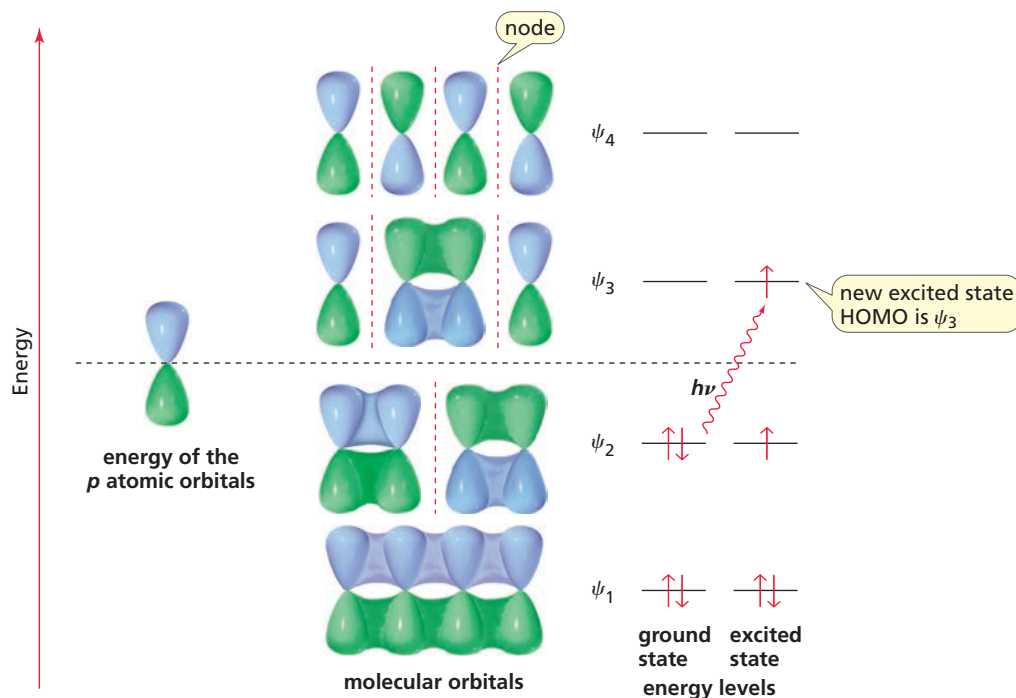 node
Energy
ψ4
ψ3
new excited state
HOMO is ψ3
hν
energy of the
p atomic orbitals
ψ2
ψ1
ground
state
excited
state
molecular orbitals
energy levels